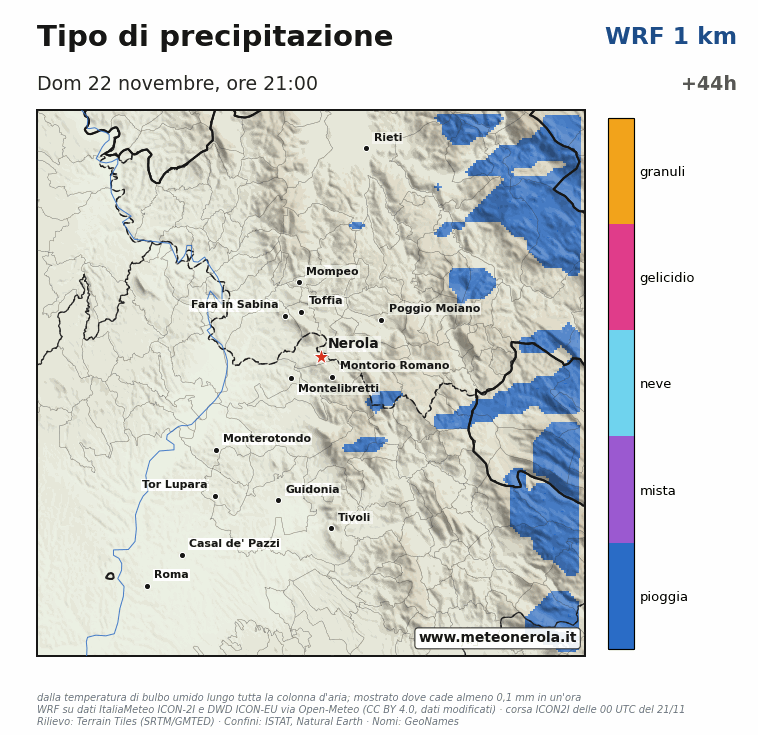 Tipo di precipitazione
WRF 1 km
Dom 22 novembre, ore 21:00
+44h
Rieti
Mompeo
Toffia
Fara in Sabina
Poggio Moiano
Nerola
Montorio Romano
Montelibretti
Monterotondo
Tor Lupara
Guidonia
Tivoli
Casal de' Pazzi
Roma
www.meteonerola.it
granuli
gelicidio
neve
mista
pioggia
dalla temperatura di bulbo umido lungo tutta la colonna d'aria; mostrato dove cade almeno 0,1 mm in un'ora
WRF su dati ItaliaMeteo ICON-2I e DWD ICON-EU via Open-Meteo (CC BY 4.0, dati modificati) · corsa ICON2I delle 00 UTC del 21/11
Rilievo: Terrain Tiles (SRTM/GMTED) · Confini: ISTAT, Natural Earth · Nomi: GeoNames